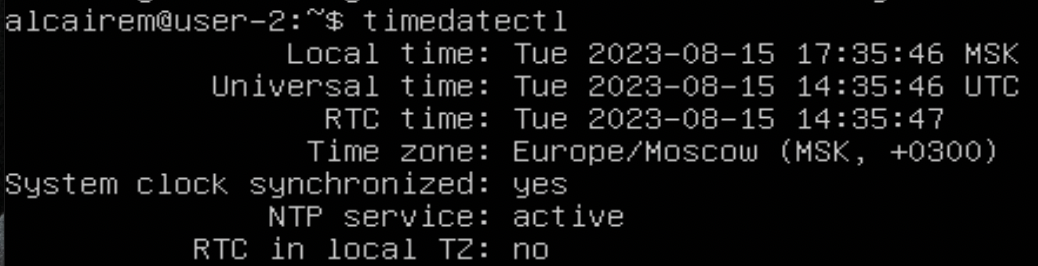 alcairem@user-2:~$ timedatectl
Local time: Tue 2023-08-15 17:35:46 MSK
Universal time: Tue 2023-08-15 14:35:46 UTC
RTC time: Tue 2023-08-15 14:35:47
Time zone: Europe/Moscow (MSK, +0300)
System clock synchronized: yes
NTP service: active
RTC in local TZ: no